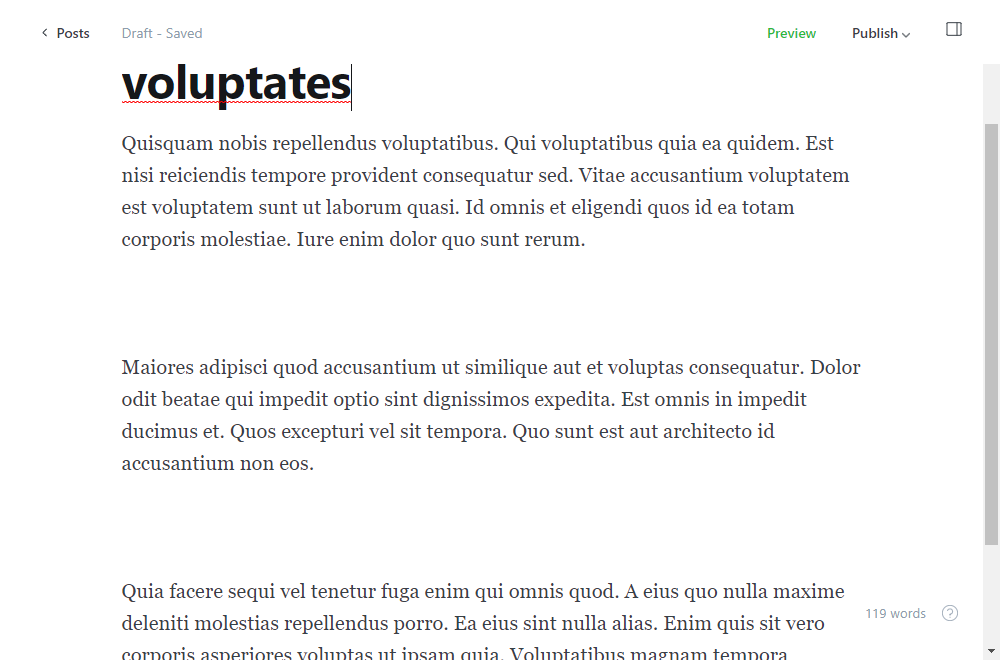 Posts Draft - Saved Preview Publish
voluptates
Quisquam nobis repellendus voluptatibus. Qui voluptatibus quia ea quidem. Est
nisi reiciendis tempore provident consequatur sed. Vitae accusantium voluptatem
est voluptatem sunt ut laborum quasi. Id omnis et eligendi quos id ea totam
corporis molestiae. Iure enim dolor quo sunt rerum.
Maiores adipisci quod accusantium ut similique aut et voluptas consequatur. Dolor
odit beatae qui impedit optio sint dignissimos expedita. Est omnis in impedit
ducimus et. Quos excepturi vel sit tempora. Quo sunt est aut architecto id
accusantium non eos.
Quia facere sequi vel tenetur fuga enim qui omnis quod. A eius quo nulla maxime
deleniti molestias repellendus porro. Ea eius sint nulla alias. Enim quis sit vero
corporis asperiores voluptas ut ipsam quia. Voluptatibus magnam tempora
119 words